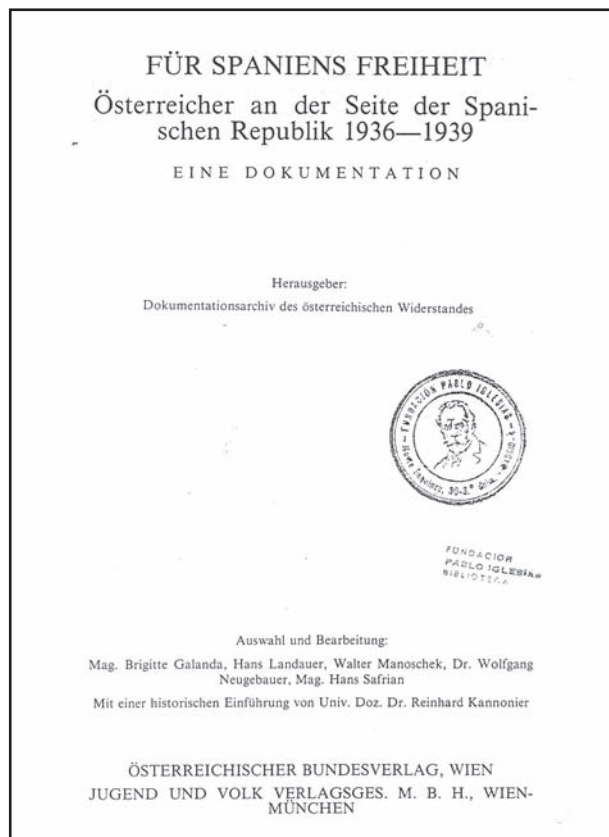 FÜR SPANIENS FREIHEIT
Österreicher an der Seite der Spani-
schen Republik 1936—1939
EINE DOKUMENTATION
Herausgeber:
Dokumentationsarchiv des österreichischen Widerstandes
FUNDACION PABLO IGLESIAS
FUNDACION
PABLO IGLESIAS
BIBLIOTECA
Auswahl und Bearbeitung:
Mag. Brigitte Galanda, Hans Landauer, Walter Manoschek, Dr. Wolfgang
Neugebauer, Mag. Hans Safrian
Mit einer historischen Einführung von Univ. Doz. Dr. Reinhard Kannonier
ÖSTERREICHISCHER BUNDESVERLAG, WIEN
JUGEND UND VOLK VERLAGSGES. M. B. H., WIEN-
MÜNCHEN